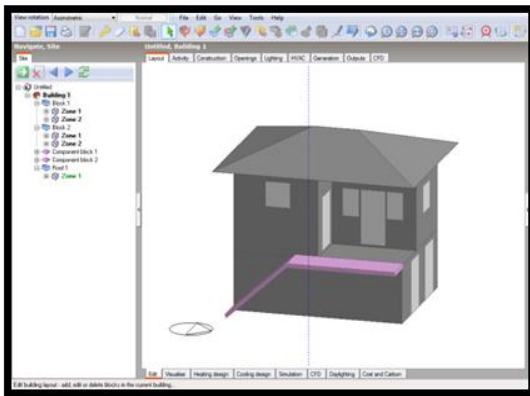 View rotation Axonometric Normal File Edit Go View Tools Help
Navigate, Site
Untitled, Building 1
Site
Layout Activity Construction Openings Lighting HVAC Generation Outputs CFD
Untitled
Building 1
Block 1
Zone 1
Zone 2
Block 2
Zone 1
Zone 2
Component block 1
Component block 2
Zone 1
Edit Visualise Heating design Cooling design Simulation CFD Daylighting Cost and Carbon
Edit building layout - add, edit or delete blocks in the current building...